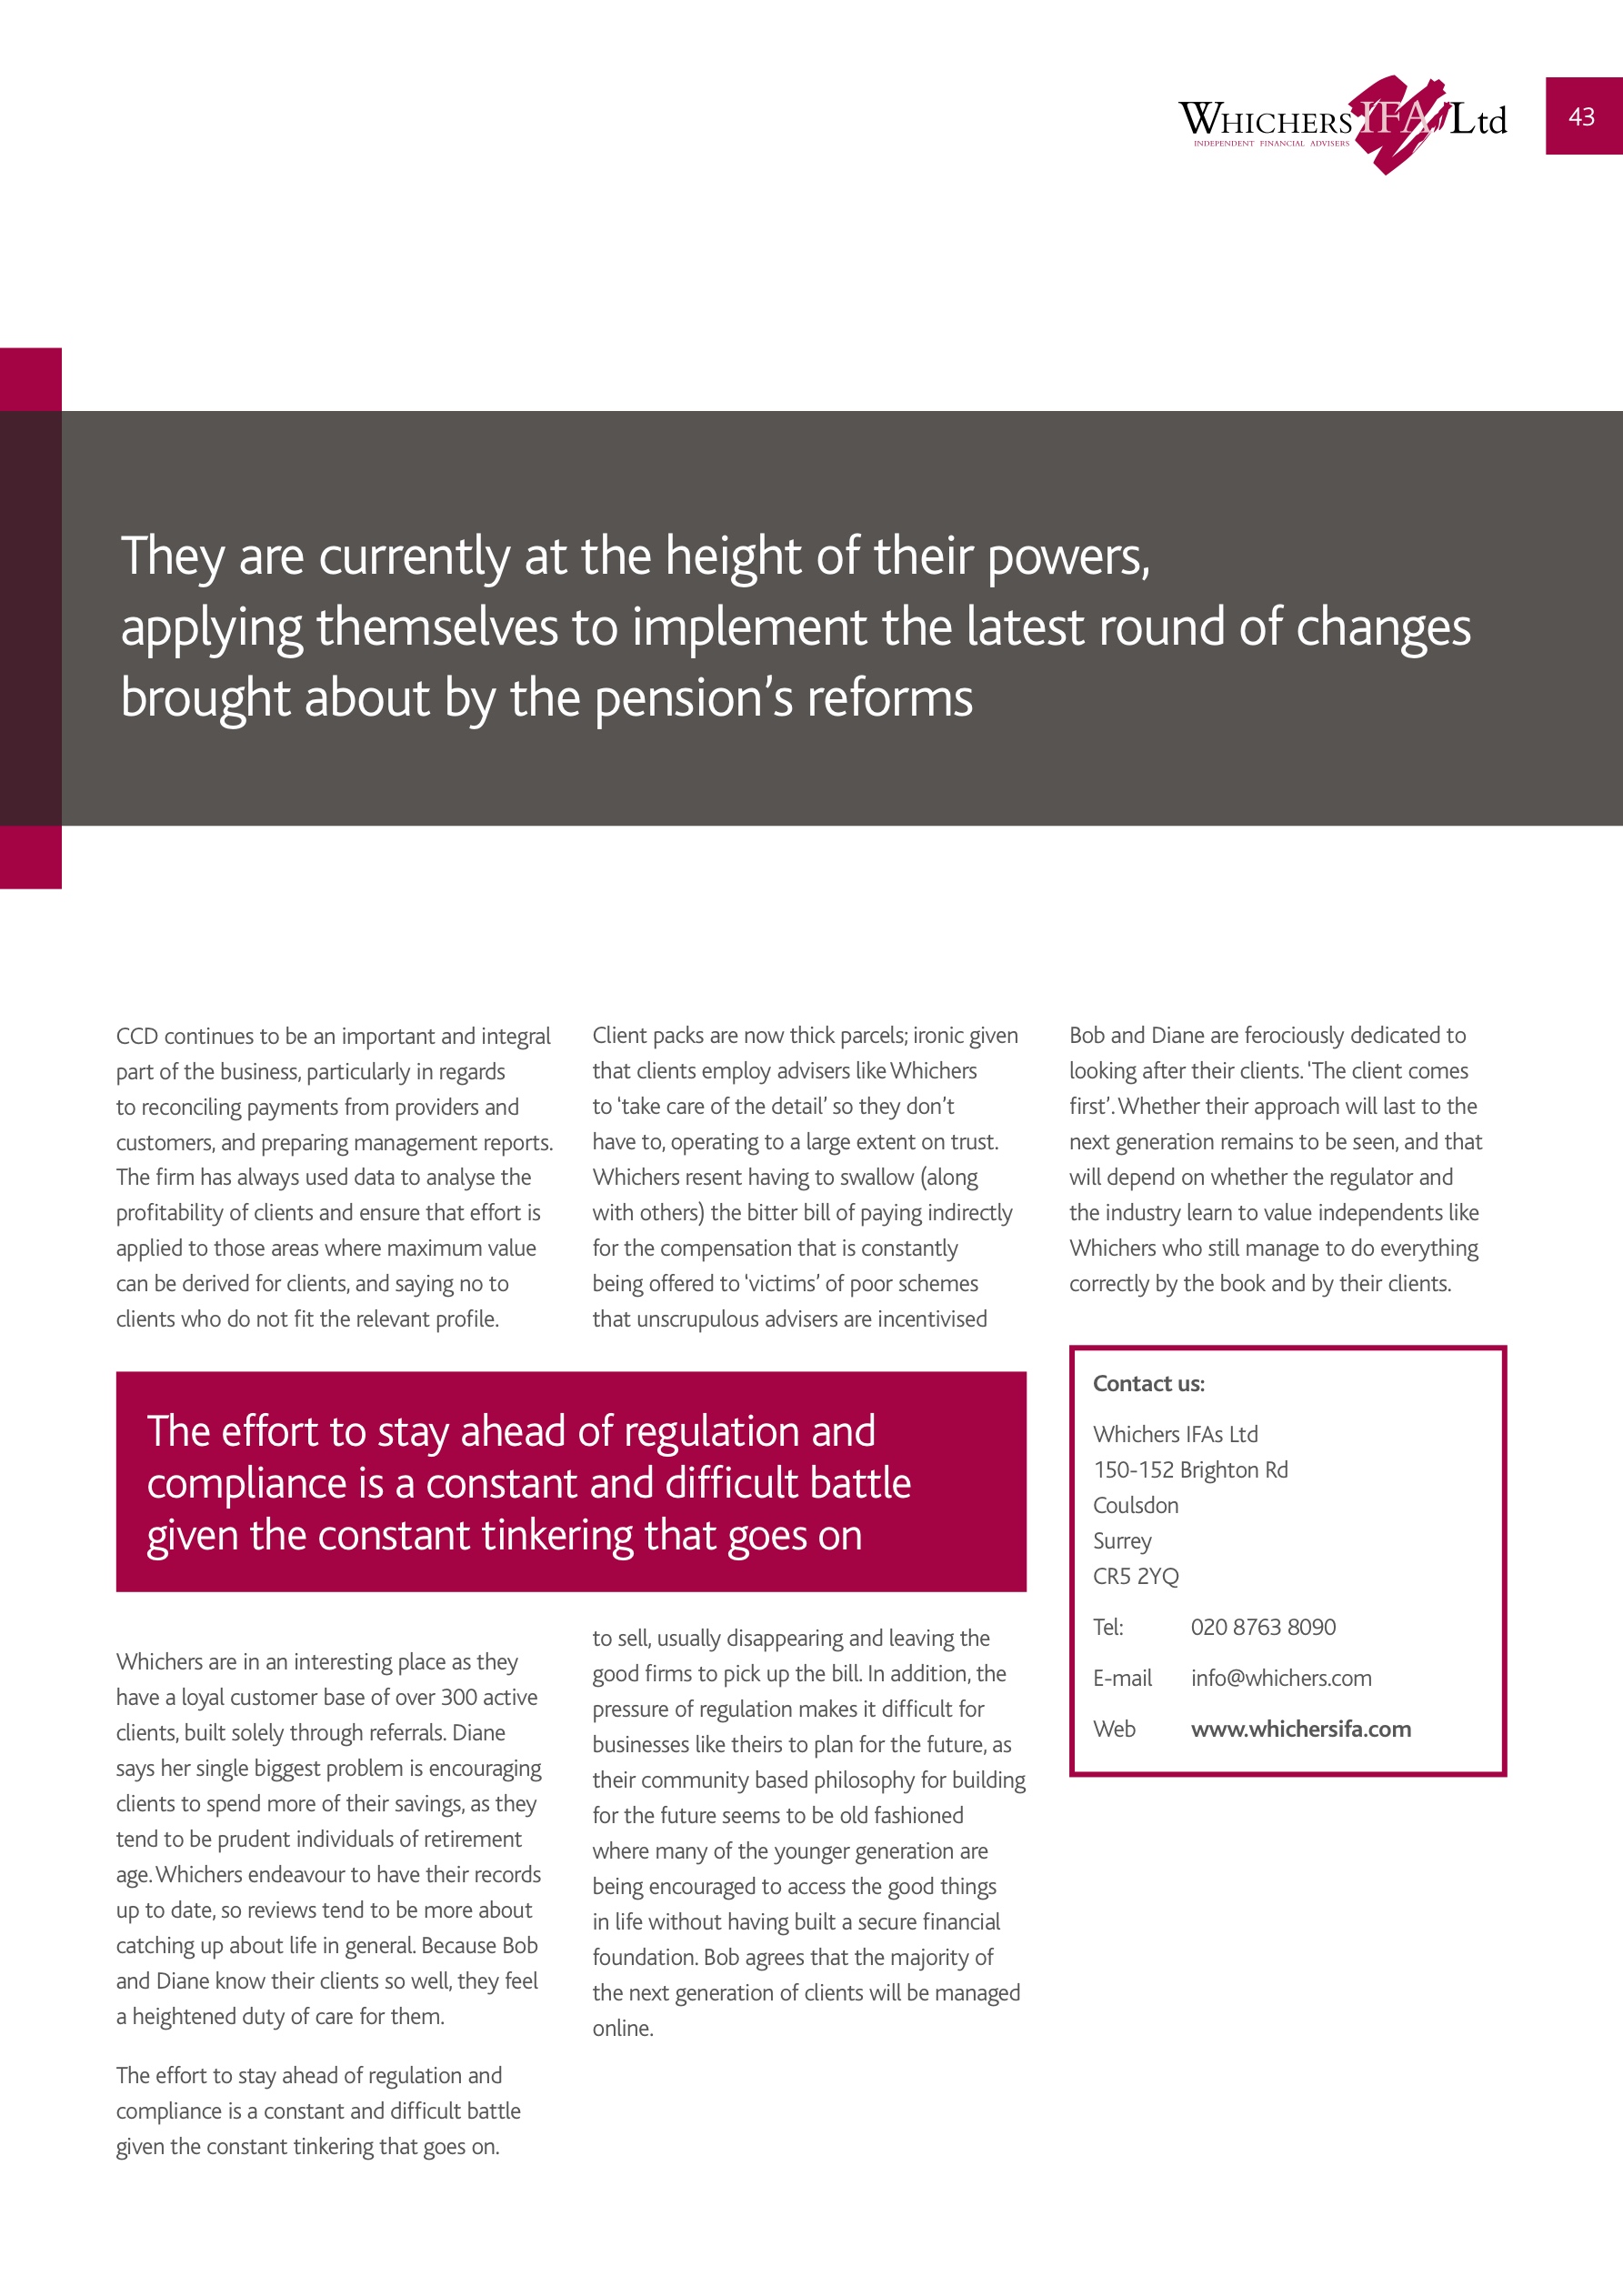 WHICHERS IFA Ltd
INDEPENDENT FINANCIAL ADVISERS
43
They are currently at the height of their powers,
applying themselves to implement the latest round of changes
brought about by the pension’s reforms
CCD continues to be an important and integral
part of the business, particularly in regards
to reconciling payments from providers and
customers, and preparing management reports.
The firm has always used data to analyse the
profitability of clients and ensure that effort is
applied to those areas where maximum value
can be derived for clients, and saying no to
clients who do not fit the relevant profile.
The effort to stay ahead of regulation and
compliance is a constant and difficult battle
given the constant tinkering that goes on
Whichers are in an interesting place as they
have a loyal customer base of over 300 active
clients, built solely through referrals. Diane
says her single biggest problem is encouraging
clients to spend more of their savings, as they
tend to be prudent individuals of retirement
age. Whichers endeavour to have their records
up to date, so reviews tend to be more about
catching up about life in general. Because Bob
and Diane know their clients so well, they feel
a heightened duty of care for them.
The effort to stay ahead of regulation and
compliance is a constant and difficult battle
given the constant tinkering that goes on.
Client packs are now thick parcels; ironic given
that clients employ advisers like Whichers
to ‘take care of the detail’ so they don’t
have to, operating to a large extent on trust.
Whichers resent having to swallow (along
with others) the bitter bill of paying indirectly
for the compensation that is constantly
being offered to ‘victims’ of poor schemes
that unscrupulous advisers are incentivised
to sell, usually disappearing and leaving the
good firms to pick up the bill. In addition, the
pressure of regulation makes it difficult for
businesses like theirs to plan for the future, as
their community based philosophy for building
for the future seems to be old fashioned
where many of the younger generation are
being encouraged to access the good things
in life without having built a secure financial
foundation. Bob agrees that the majority of
the next generation of clients will be managed
online.
Bob and Diane are ferociously dedicated to
looking after their clients. ‘The client comes
first’. Whether their approach will last to the
next generation remains to be seen, and that
will depend on whether the regulator and
the industry learn to value independents like
Whichers who still manage to do everything
correctly by the book and by their clients.
Contact us:
Whichers IFAs Ltd
150-152 Brighton Rd
Coulsdon
Surrey
CR5 2YQ
Tel: 020 8763 8090
E-mail info@whichers.com
Web www.whichersifa.com